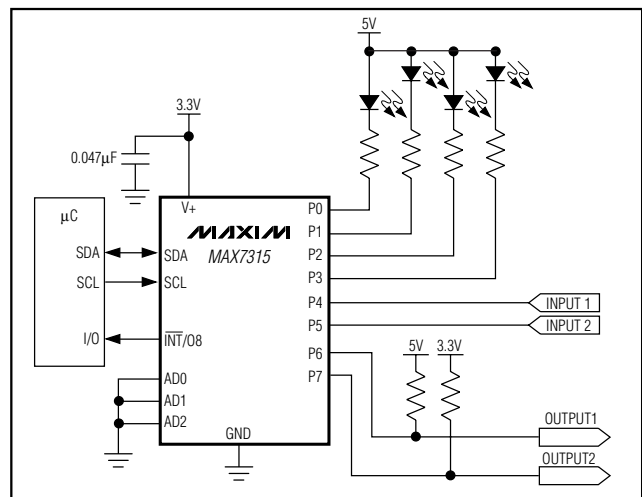 5V
3.3V
0.047μF
μC
V+
P0
MAXIM
P1
SDA
SDA
MAX7315
P2
SCL
SCL
P3
P4
INPUT 1
P5
INPUT 2
I/O
INT/O8
P6
5V
3.3V
AD0
P7
AD1
OUTPUT1
AD2
GND
OUTPUT2